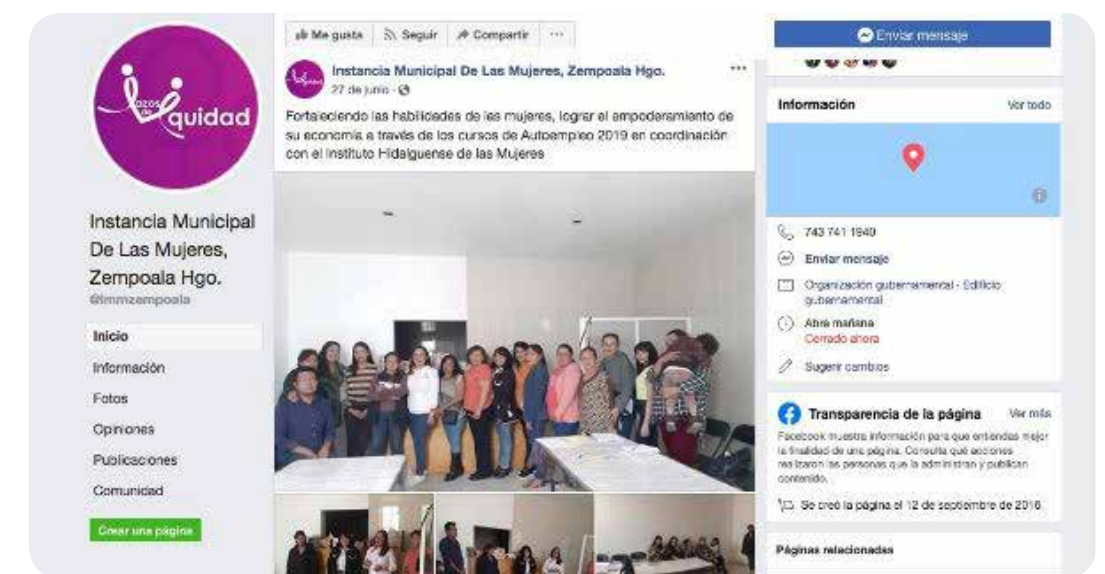 Lazos de Equidad
Instancia Municipal
De Las Mujeres,
Zempoala Hgo.
@immzempoala
Inicio
Información
Fotos
Opiniones
Publicaciones
Comunidad
Crear una página
Me gusta Seguir Compartir ...
Instancia Municipal De Las Mujeres, Zempoala Hgo.
27 de junio ·
Fortaleciendo las habilidades de las mujeres, lograr el empoderamiento de
su economía a través de los cursos de Autoempleo 2019 en coordinación
con el Instituto Hidalguense de las Mujeres
Enviar mensaje
Información Ver todo
743 741 1940
Enviar mensaje
Organización gubernamental · Edificio
gubernamental
Abre mañana
Cerrado ahora
Sugerir cambios
Transparencia de la página Ver más
Facebook muestra información para que entiendas mejor
la finalidad de una página. Consulta qué acciones
realizaron las personas que la administran y publican
contenido.
Se creó la página el 12 de septiembre de 2016
Páginas relacionadas